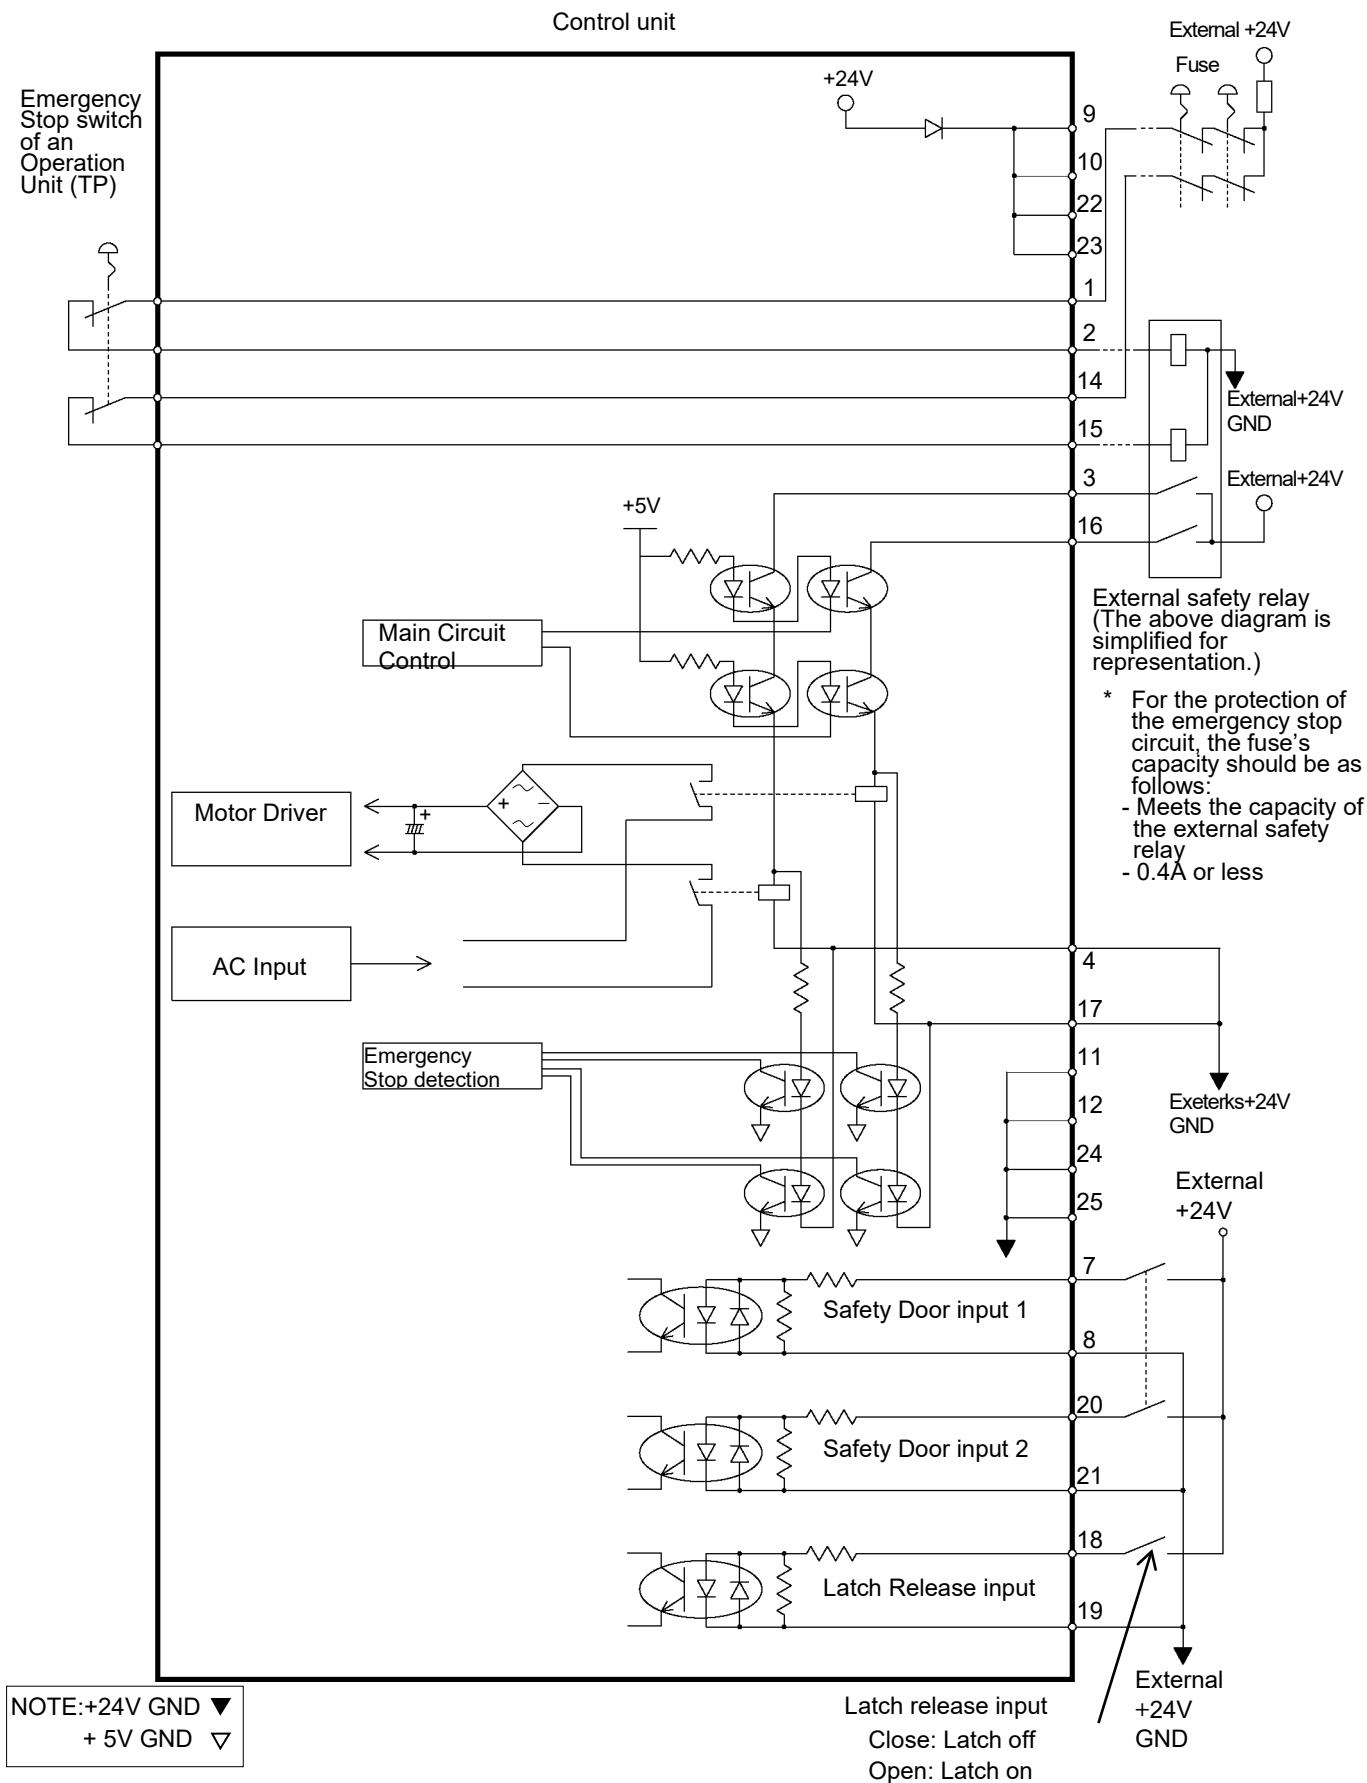 Control unit
External +24V
Fuse
+24V
Emergency
Stop switch
of an
Operation
Unit (TP)
9
10
22
23
1
2
14
External+24V
GND
15
3
External+24V
16
+5V
External safety relay
(The above diagram is
simplified for
representation.)
Main Circuit
Control
* For the protection of
the emergency stop
circuit, the fuse's
capacity should be as
follows:
- Meets the capacity of
the external safety
relay
- 0.4A or less
Motor Driver
+
+ −
AC Input
4
17
11
Emergency
Stop detection
12
Exeterks+24V
GND
24
25
External
+24V
7
Safety Door input 1
8
20
Safety Door input 2
21
18
Latch Release input
19
External
+24V
GND
NOTE:+24V GND ▼
+ 5V GND ▽
Latch release input
Close: Latch off
Open: Latch on